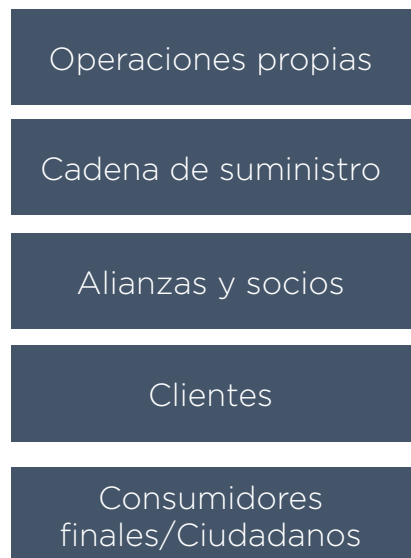 Operaciones propias
Cadena de suministro
Alianzas y socios
Clientes
Consumidores
finales/Ciudadanos